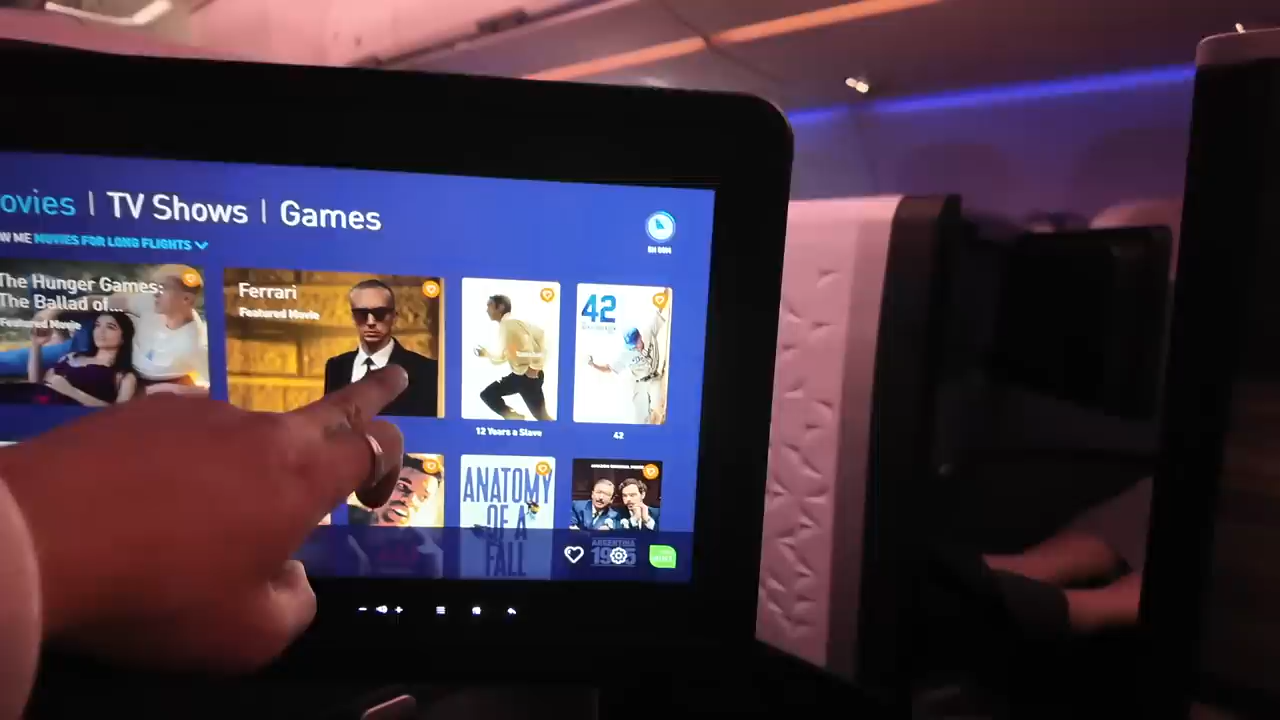 ovies | TV Shows | Games
W ME MOVIES FOR LONG FLIGHTS
The Hunger Games:
The Ballad of...
Featured Movie
Ferrari
Featured Movie
42
12 Years a Slave
42
ANATOMY
OF A
FALL
ARGENTINA
1985